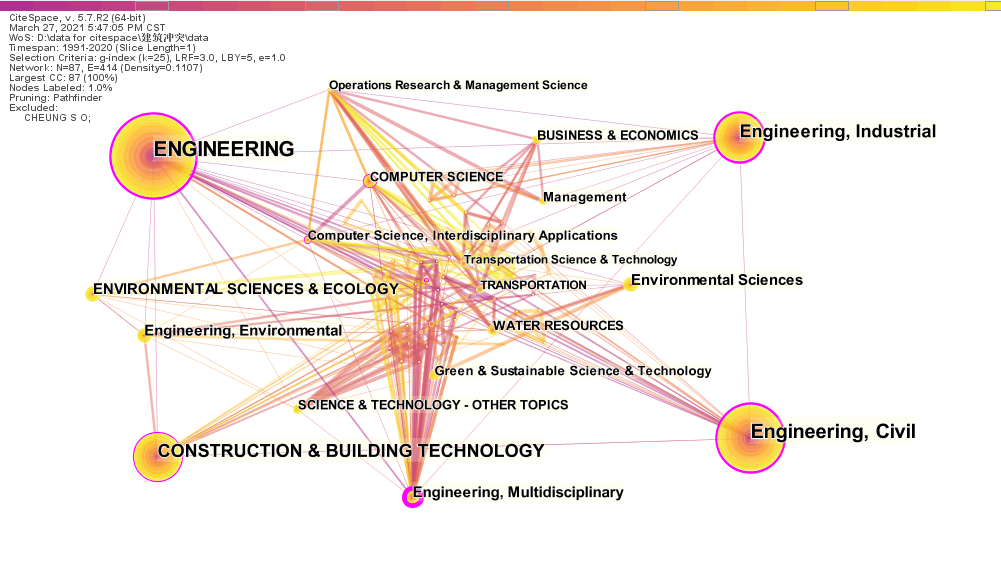 CiteSpace, v. 5.7.R2 (64-bit)
March 27, 2021 5:47:05 PM CST
WoS: D:\data for citespace\建筑冲突\data
Timespan: 1991-2020 (Slice Length=1)
Selection Criteria: g-index (k=25), LRF=3.0, LBY=5, e=1.0
Network: N=87, E=414 (Density=0.1107)
Largest CC: 87 (100%)
Nodes Labeled: 1.0%
Pruning: Pathfinder
Excluded:
CHEUNG S O;
Operations Research & Management Science
BUSINESS & ECONOMICS
Engineering, Industrial
ENGINEERING
COMPUTER SCIENCE
Management
Computer Science, Interdisciplinary Applications
Transportation Science & Technology
ENVIRONMENTAL SCIENCES & ECOLOGY
TRANSPORTATION
Environmental Sciences
Engineering, Environmental
WATER RESOURCES
Green & Sustainable Science & Technology
SCIENCE & TECHNOLOGY - OTHER TOPICS
Engineering, Civil
CONSTRUCTION & BUILDING TECHNOLOGY
Engineering, Multidisciplinary